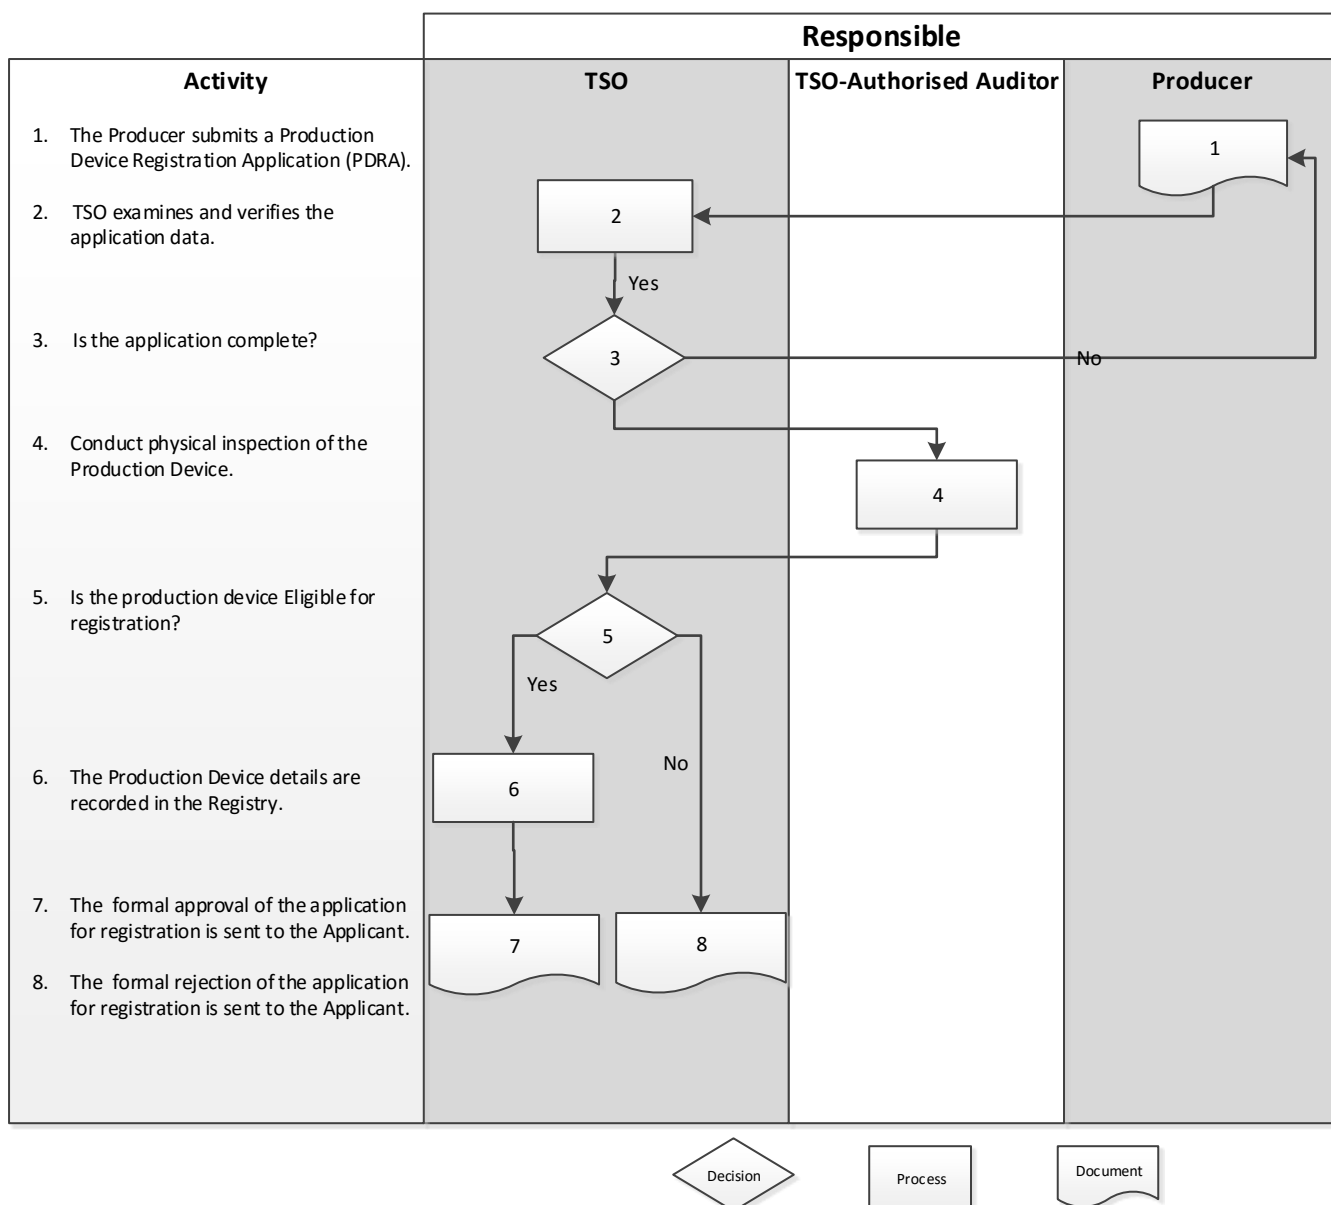 Responsible
Activity
TSO
TSO-Authorised Auditor
Producer
1. The Producer submits a Production
Device Registration Application (PDRA).
2. TSO examines and verifies the
application data.
3. Is the application complete?
4. Conduct physical inspection of the
Production Device.
5. Is the production device Eligible for
registration?
6. The Production Device details are
recorded in the Registry.
7. The formal approval of the application
for registration is sent to the Applicant.
8. The formal rejection of the application
for registration is sent to the Applicant.
1
2
Yes
3
No
4
5
Yes
No
6
7
8
Decision
Process
Document